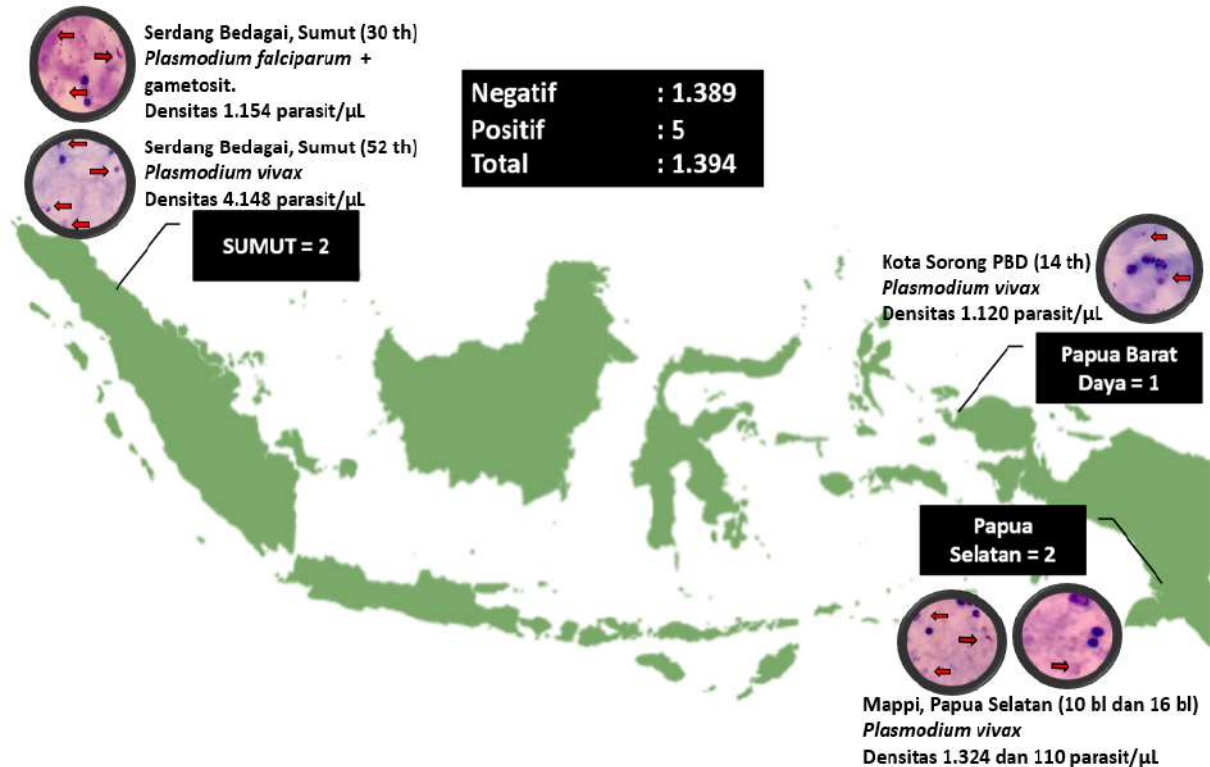 Serdang Bedagai, Sumut (30 th)
Plasmodium falciparum +
gametosit.
Densitas 1.154 parasit/µL
Serdang Bedagai, Sumut (52 th)
Plasmodium vivax
Densitas 4.148 parasit/µL
Negatif : 1.389
Positif : 5
Total : 1.394
SUMUT = 2
Kota Sorong PBD (14 th)
Plasmodium vivax
Densitas 1.120 parasit/µL
Papua Barat
Daya = 1
Papua
Selatan = 2
Mappi, Papua Selatan (10 bl dan 16 bl)
Plasmodium vivax
Densitas 1.324 dan 110 parasit/µL